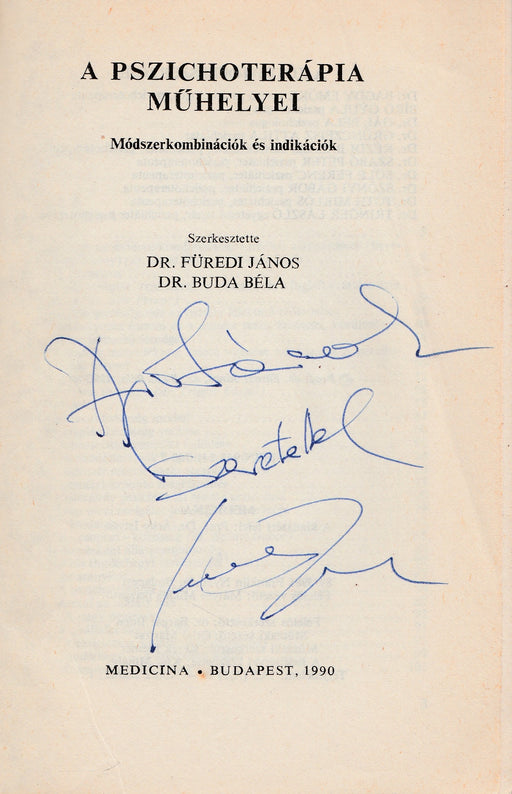 A PSZICHOTERÁPIA
MŰHELYEI
Módszerkombinációk és indikációk
Szerkesztette
DR. FÜREDI JÁNOS
DR. BUDA BÉLA
szeretettel
MEDICINA • BUDAPEST, 1990